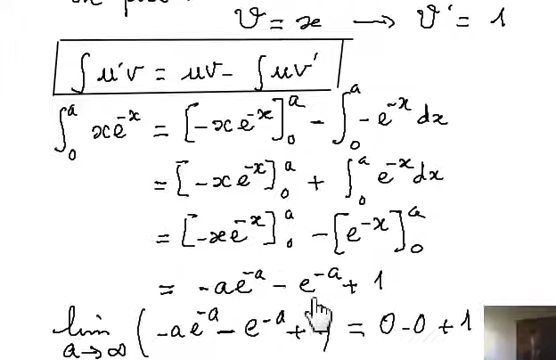 v = x → v' = 1
∫ u'v = uv - ∫ uv'
∫₀ᵃ xe⁻ˣ = [-xe⁻ˣ]₀ᵃ - ∫₀ᵃ -e⁻ˣ dx
= [-xe⁻ˣ]₀ᵃ + ∫₀ᵃ e⁻ˣ dx
= [-xe⁻ˣ]₀ᵃ - [e⁻ˣ]₀ᵃ
= -ae⁻ᵃ - e⁻ᵃ + 1
lim a→∞ (-ae⁻ᵃ - e⁻ᵃ + 1) = 0 - 0 + 1